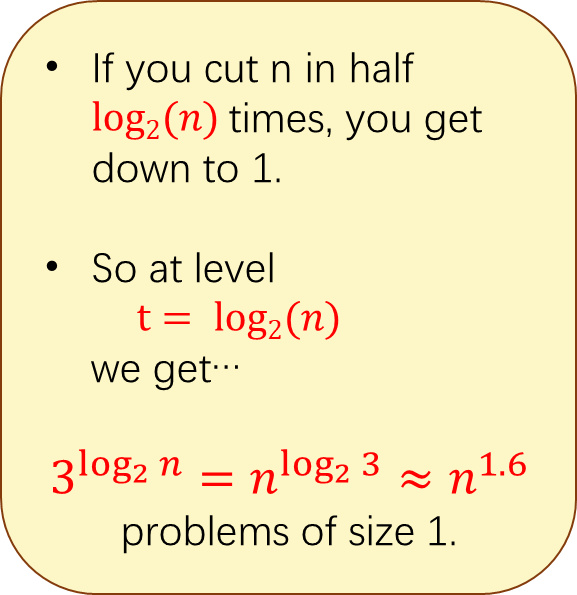 • If you cut n in half
log₂(n) times, you get
down to 1.
• So at level
t = log₂(n)
we get⋯
3^{log₂ n} = n^{log₂ 3} ≈ n^{1.6}
problems of size 1.